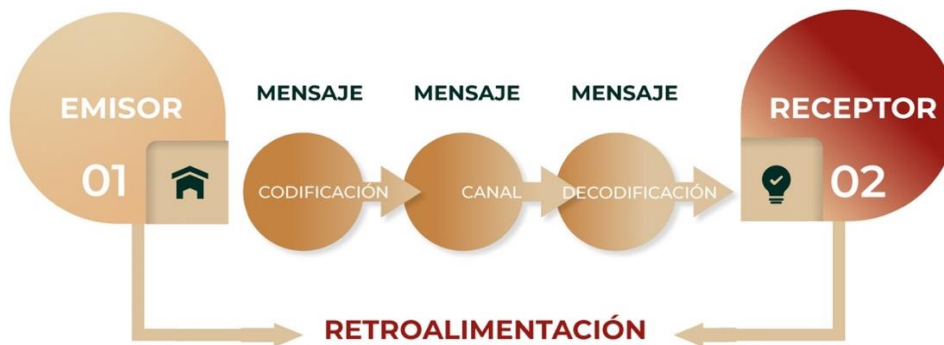 EMISOR
01
MENSAJE
MENSAJE
MENSAJE
CODIFICACIÓN
CANAL
DECODIFICACIÓN
RECEPTOR
02
RETROALIMENTACIÓN